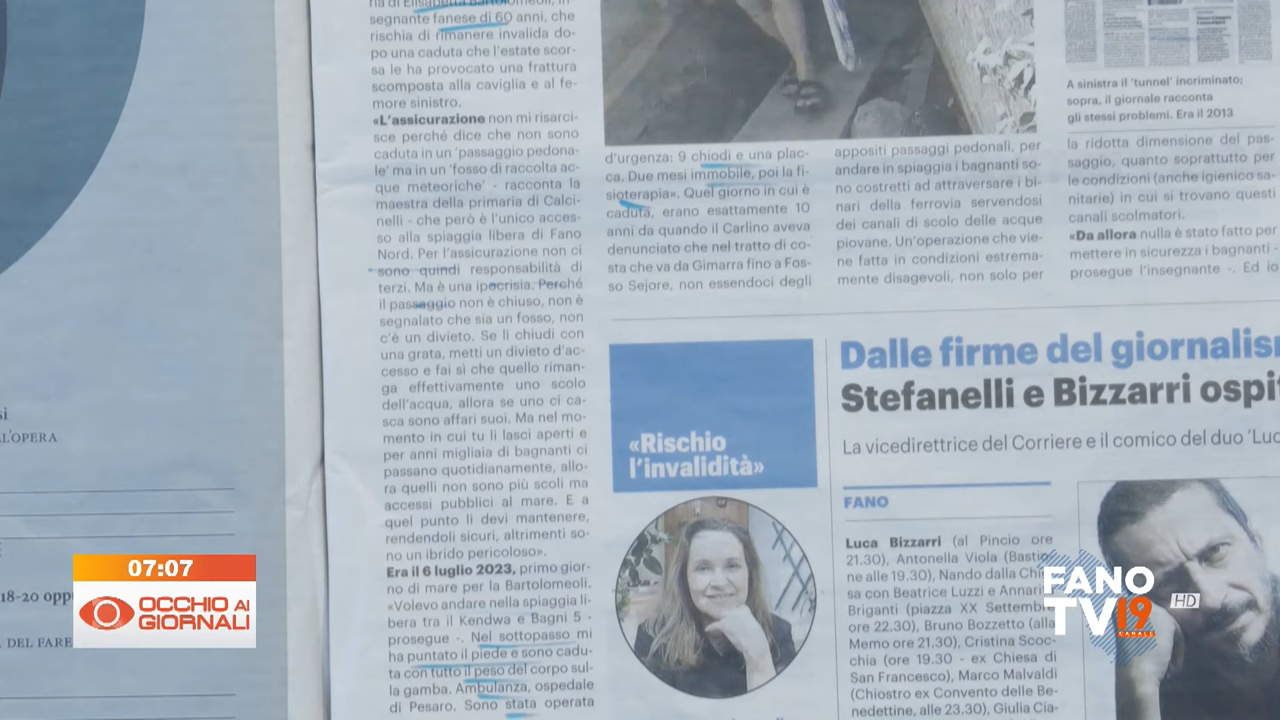 si
L'OPERA
18-20 opp
DEL FARE
ria di Elisabetta Bartolomeoli, in-
segnante fanese di 60 anni, che
rischia di rimanere invalida do-
po una caduta che l'estate scor-
sa le ha provocato una frattura
scomposta alla caviglia e al fe-
more sinistro.
«L'assicurazione non mi risarci-
sce perché dice che non sono
caduta in un 'passaggio pedona-
le' ma in un 'fosso di raccolta ac-
que meteoriche' - racconta la
maestra della primaria di Calci-
nelli - che però è l'unico acces-
so alla spiaggia libera di Fano
Nord. Per l'assicurazione non ci
sono quindi responsabilità di
terzi. Ma è una ipocrisia. Perché
il passaggio non è chiuso, non è
segnalato che sia un fosso, non
c'è un divieto. Se li chiudi con
una grata, metti un divieto d'ac-
cesso e fai sì che quello riman-
ga effettivamente uno scolo
dell'acqua, allora se uno ci ca-
sca sono affari suoi. Ma nel mo-
mento in cui tu li lasci aperti e
per anni migliaia di bagnanti ci
passano quotidianamente, allo-
ra quelli non sono più scoli ma
accessi pubblici al mare. E a
quel punto li devi mantenere,
rendendoli sicuri, altrimenti so-
no un ibrido pericoloso».
Era il 6 luglio 2023, primo gior-
no di mare per la Bartolomeoli.
«Volevo andare nella spiaggia li-
bera tra il Kendwa e Bagni 5 -
prosegue -. Nel sottopasso mi
ha puntato il piede e sono cadu-
ta con tutto il peso del corpo sul-
la gamba. Ambulanza, ospedale
di Pesaro. Sono stata operata
d'urgenza: 9 chiodi e una plac-
ca. Due mesi immobile, poi la fi-
sioterapia». Quel giorno in cui è
caduta, erano esattamente 10
anni da quando il Carlino aveva
denunciato che nel tratto di co-
sta che va da Gimarra fino a Fos-
so Sejore, non essendoci degli
appositi passaggi pedonali, per
andare in spiaggia i bagnanti so-
no costretti ad attraversare i bi-
nari della ferrovia servendosi
dei canali di scolo delle acque
piovane. Un'operazione che vie-
ne fatta in condizioni estrema-
mente disagevoli, non solo per
A sinistra il 'tunnel' incriminato;
sopra, il giornale racconta
gli stessi problemi. Era il 2013
la ridotta dimensione del pas-
saggio, quanto soprattutto per
le condizioni (anche igienico sa-
nitarie) in cui si trovano questi
canali scolmatori.
«Da allora nulla è stato fatto per
mettere in sicurezza i bagnanti -
prosegue l'insegnante -. Ed io
«Rischio
l'invalidità»
Dalle firme del giornalism
Stefanelli e Bizzarri ospit
La vicedirettrice del Corriere e il comico del duo 'Luc
FANO
Luca Bizzarri (al Pincio ore
21.30), Antonella Viola (Bastio-
ne alle 19.30), Nando dalla Chie-
sa con Beatrice Luzzi e Annari
Briganti (piazza XX Settembre
ore 22.30), Bruno Bozzetto (alla
Memo ore 21.30), Cristina Scoc-
chia (ore 19.30 - ex Chiesa di
San Francesco), Marco Malvaldi
(Chiostro ex Convento delle Be-
nedettine, alle 23.30), Giulia Cia-
07:07
OCCHIO AI
GIORNALI
FANO
TV 19
CANALE
HD